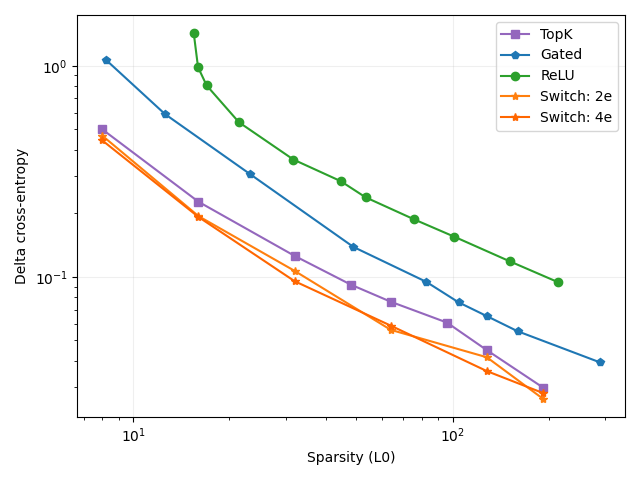 TopK
Gated
ReLU
Switch: 2e
Switch: 4e
10⁰
10⁻¹
Delta cross-entropy
10¹
10²
Sparsity (L0)